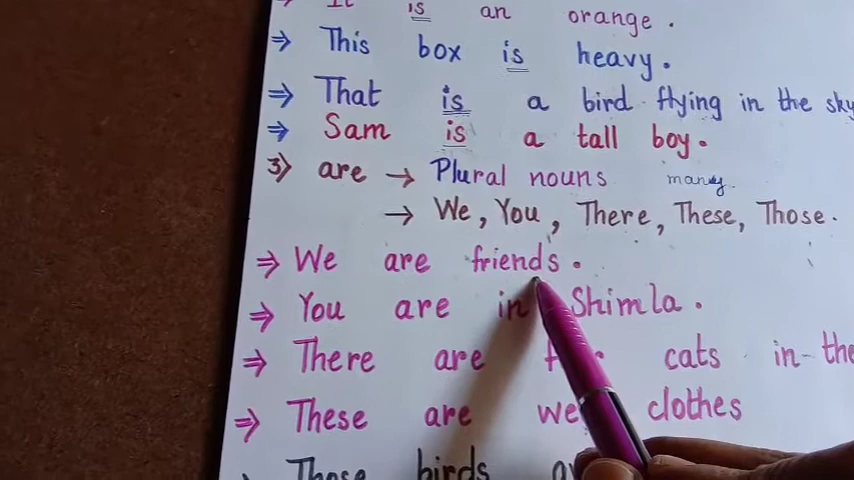 ⇒ It is an orange.
⇒ This box is heavy.
⇒ That is a bird flying in the sky
⇒ Sam is a tall boy.
3) are → Plural nouns many
→ We, You, There, These, Those.
⇒ We are friends.
⇒ You are in Shimla.
⇒ There are cats in the
⇒ These are clothes
Those birds